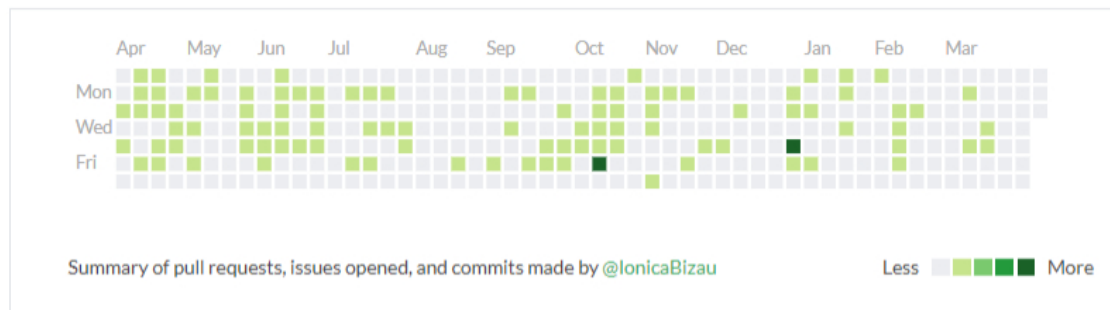 Apr May Jun Jul Aug Sep Oct Nov Dec Jan Feb Mar
Mon
Wed
Fri
Summary of pull requests, issues opened, and commits made by @IonicaBizau
Less More